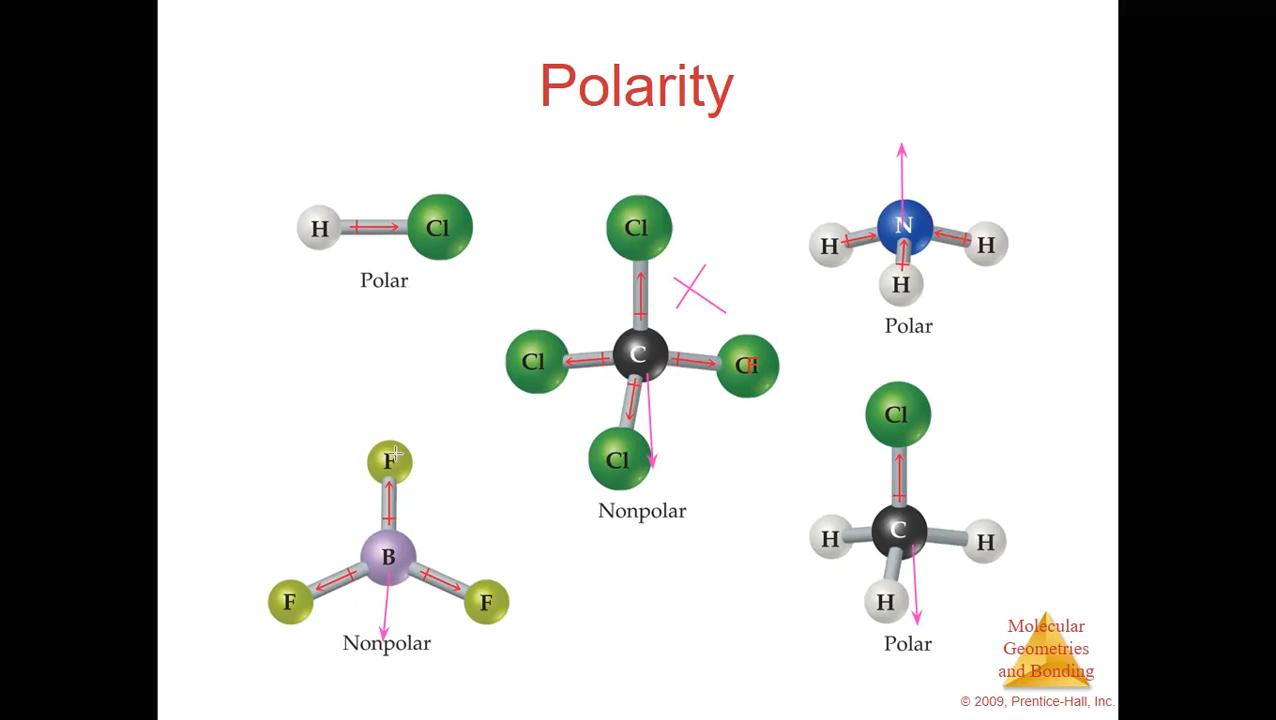 Polarity
H Cl
Polar
Cl
Cl C
Cl
Nonpolar
N
H H
H
Polar
F
B
F F
Nonpolar
Cl
H C H
H
Polar
Molecular
Geometries
and Bonding
© 2009, Prentice-Hall, Inc.